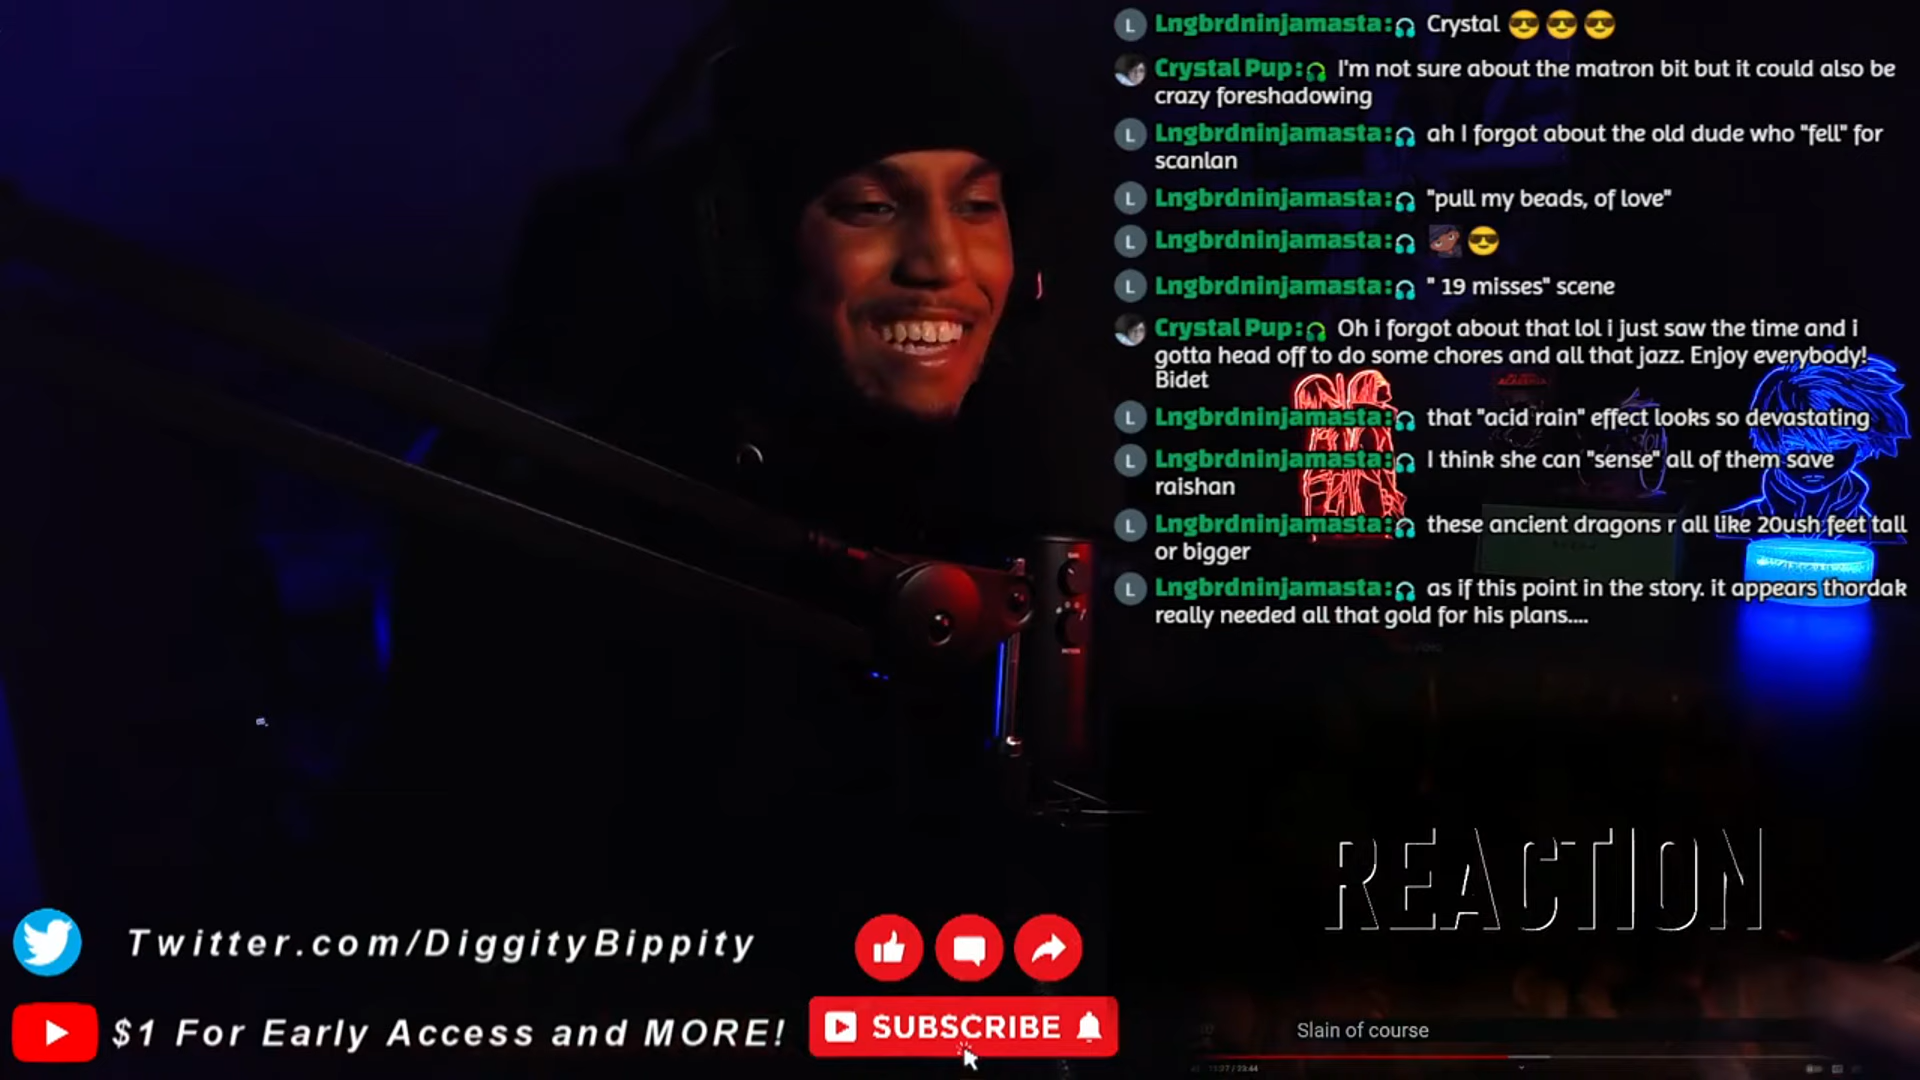 L Lngbrdninjamasta: Crystal 😎 😎 😎
Crystal Pup: I'm not sure about the matron bit but it could also be
crazy foreshadowing
L Lngbrdninjamasta: ah I forgot about the old dude who "fell" for
scanlan
L Lngbrdninjamasta: "pull my beads, of love"
L Lngbrdninjamasta: 😎
L Lngbrdninjamasta: " 19 misses" scene
Crystal Pup: Oh i forgot about that lol i just saw the time and i
gotta head off to do some chores and all that jazz. Enjoy everybody!
Bidet
L Lngbrdninjamasta: that "acid rain" effect looks so devastating
L Lngbrdninjamasta: I think she can "sense" all of them save
raishan
L Lngbrdninjamasta: these ancient dragons r all like 20ush feet tall
or bigger
L Lngbrdninjamasta: as if this point in the story. it appears thordak
really needed all that gold for his plans....
REACTION
Twitter.com/DiggityBippity
$1 For Early Access and MORE!
SUBSCRIBE
Slain of course